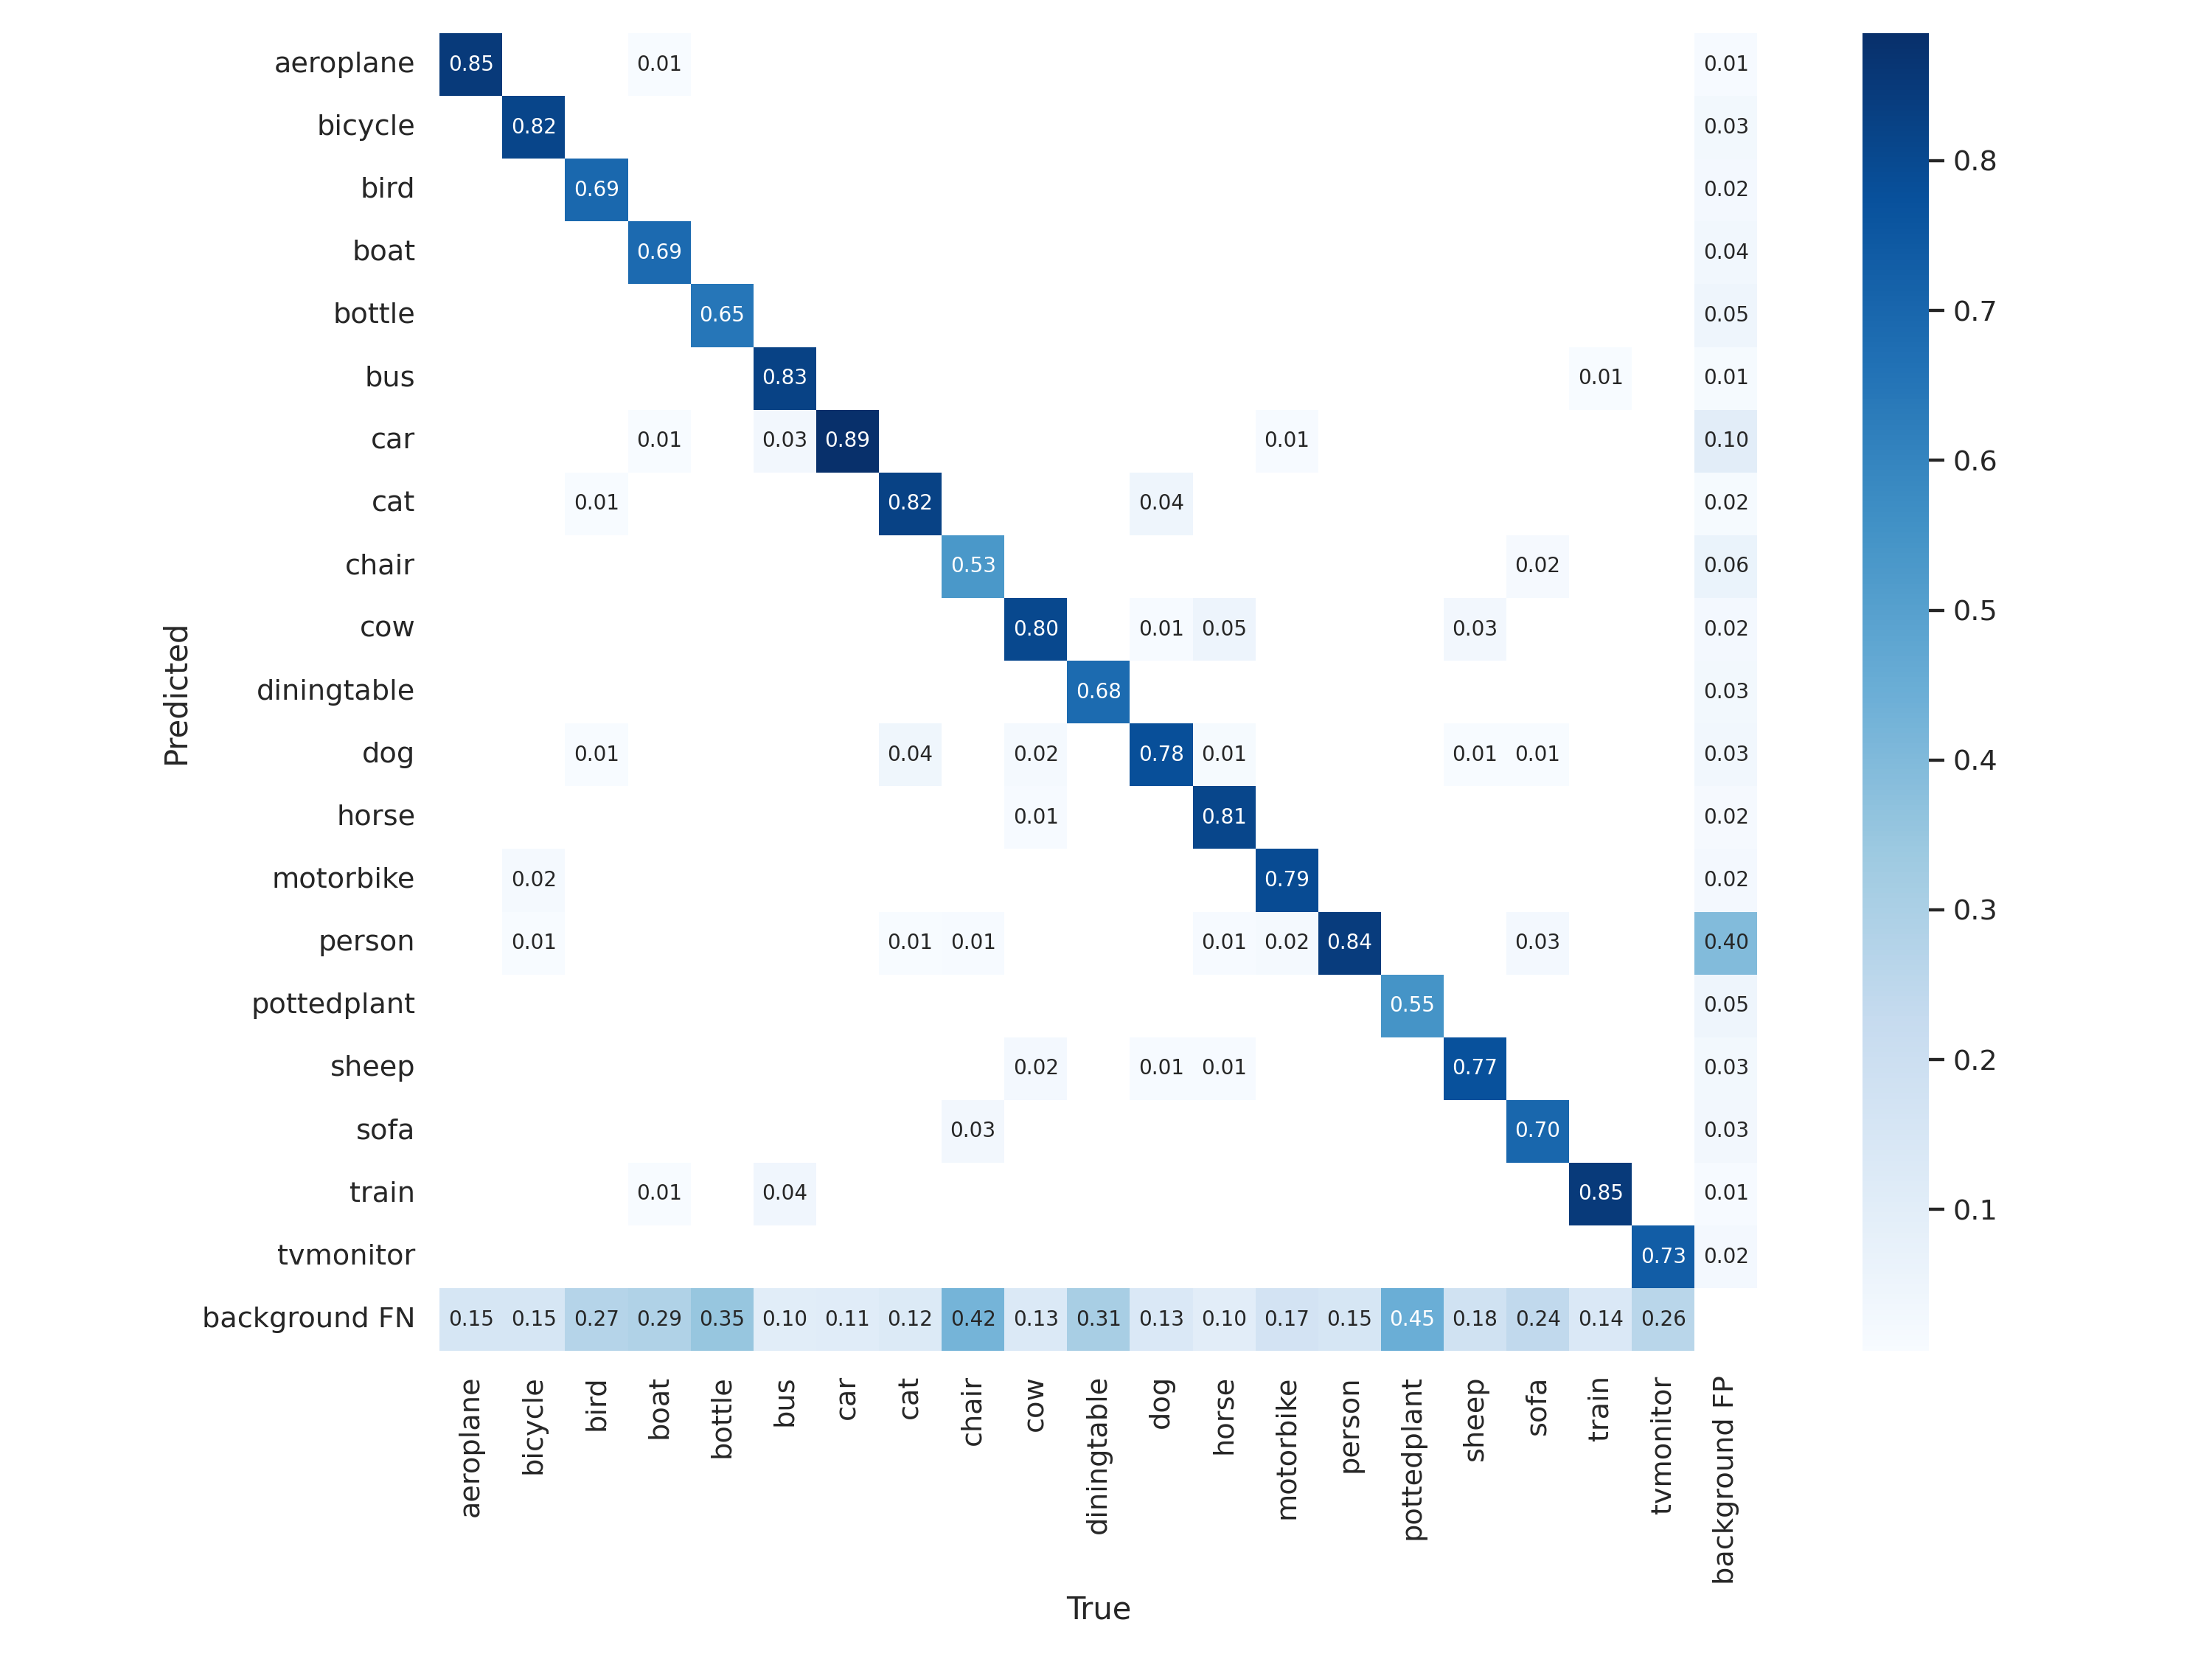 aeroplane 0.85 0.01 0.01
bicycle 0.82 0.03
0.8
bird 0.69 0.02
boat 0.69 0.04
0.7
bottle 0.65 0.05
bus 0.83 0.01 0.01
car 0.01 0.03 0.89 0.01 0.10
0.6
cat 0.01 0.82 0.04 0.02
chair 0.53 0.02 0.06
0.5
cow 0.80 0.01 0.05 0.03 0.02
Predicted
diningtable 0.68 0.03
dog 0.01 0.04 0.02 0.78 0.01 0.01 0.01 0.03
0.4
horse 0.01 0.81 0.02
motorbike 0.02 0.79 0.02
0.3
person 0.01 0.01 0.01 0.01 0.02 0.84 0.03 0.40
pottedplant 0.55 0.05
0.2
sheep 0.02 0.01 0.01 0.77 0.03
sofa 0.03 0.70 0.03
train 0.01 0.04 0.85 0.01
0.1
tvmonitor 0.73 0.02
background FN 0.15 0.15 0.27 0.29 0.35 0.10 0.11 0.12 0.42 0.13 0.31 0.13 0.10 0.17 0.15 0.45 0.18 0.24 0.14 0.26
aeroplane
bicycle
bird
boat
bottle
bus
car
cat
chair
cow
diningtable
dog
horse
motorbike
person
pottedplant
sheep
sofa
train
tvmonitor
background FP
True